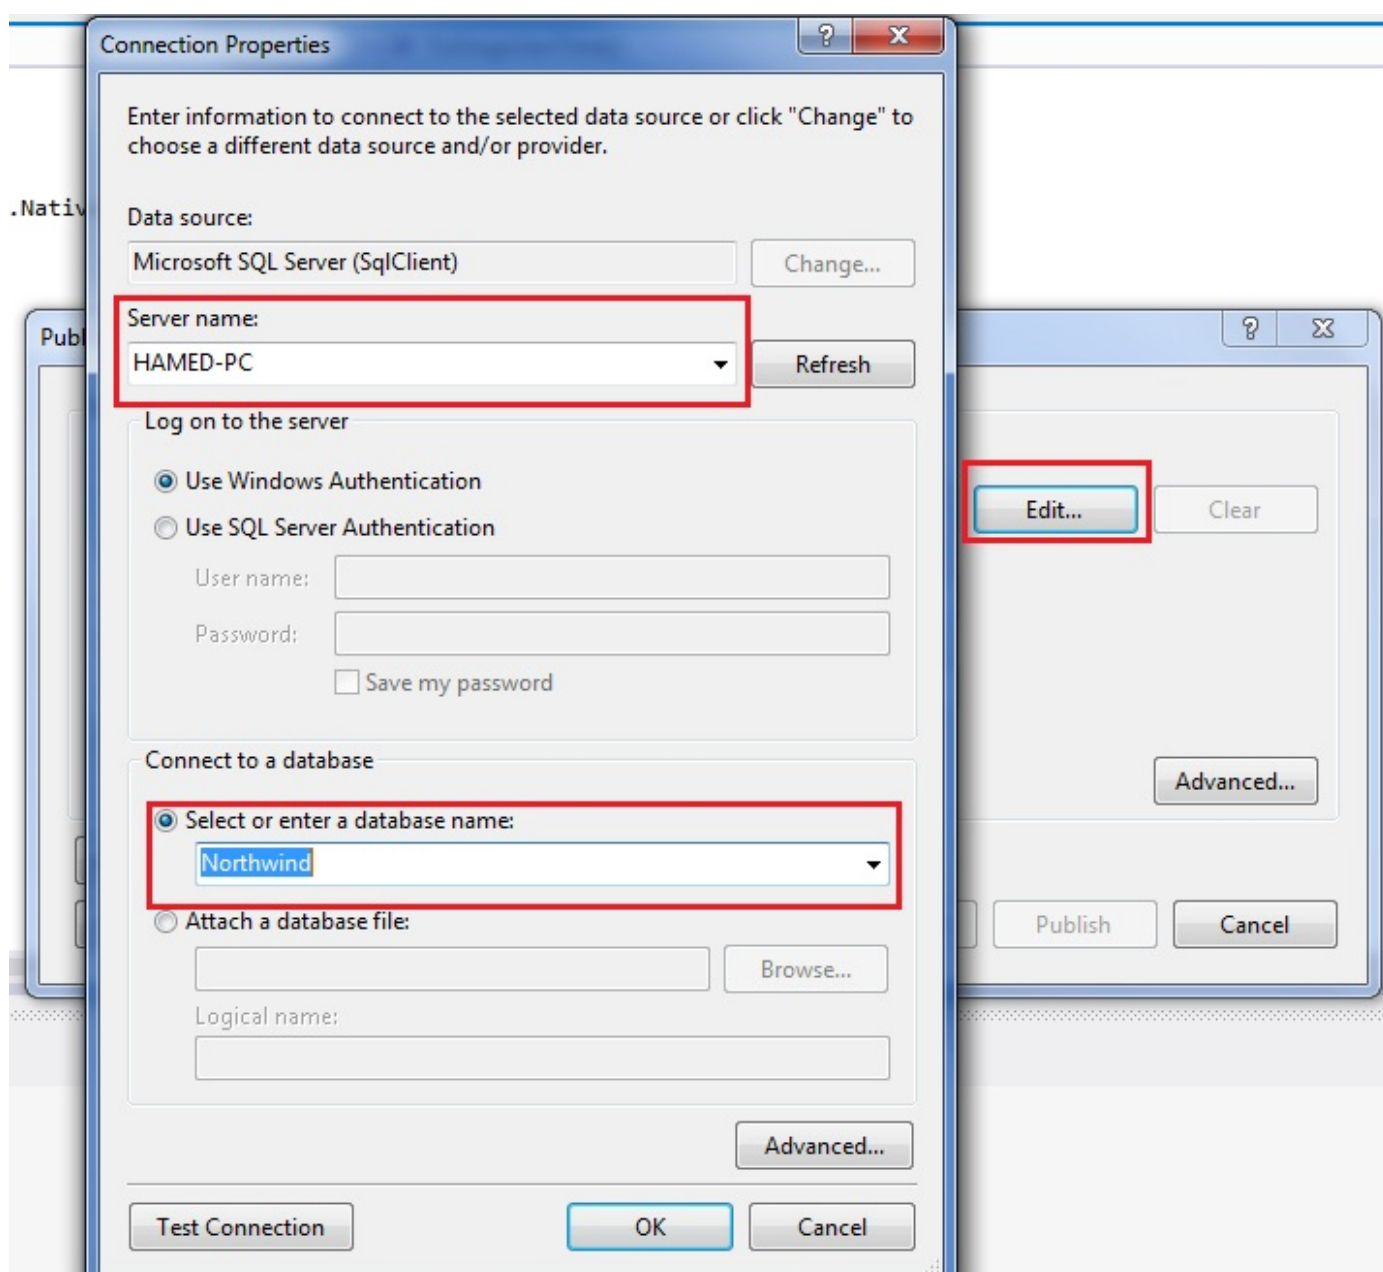 Connection Properties
Enter information to connect to the selected data source or click "Change" to
choose a different data source and/or provider.
.Nativ
Data source:
Microsoft SQL Server (SqlClient)
Change...
Publ
Server name:
HAMED-PC
Refresh
Log on to the server
Use Windows Authentication
Use SQL Server Authentication
Edit...
Clear
User name:
Password:
Save my password
Connect to a database
Advanced...
Select or enter a database name:
Northwind
Attach a database file:
Publish
Cancel
Browse...
Logical name:
Advanced...
Test Connection
OK
Cancel